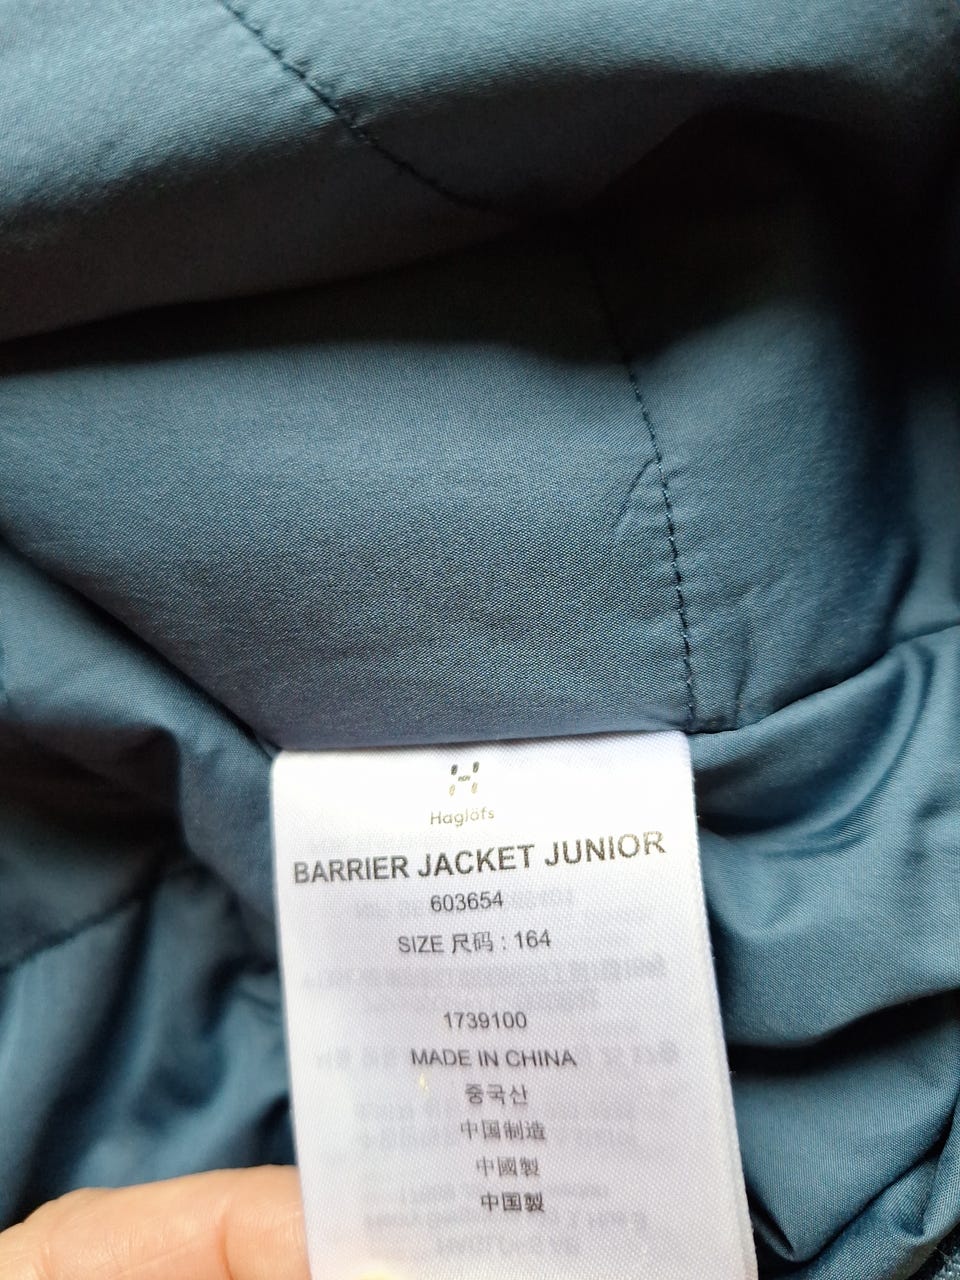 Haglöfs
BARRIER JACKET JUNIOR
603654
SIZE 尺码 : 164
1739100
MADE IN CHINA
중국산
中国制造
中國製
中国製